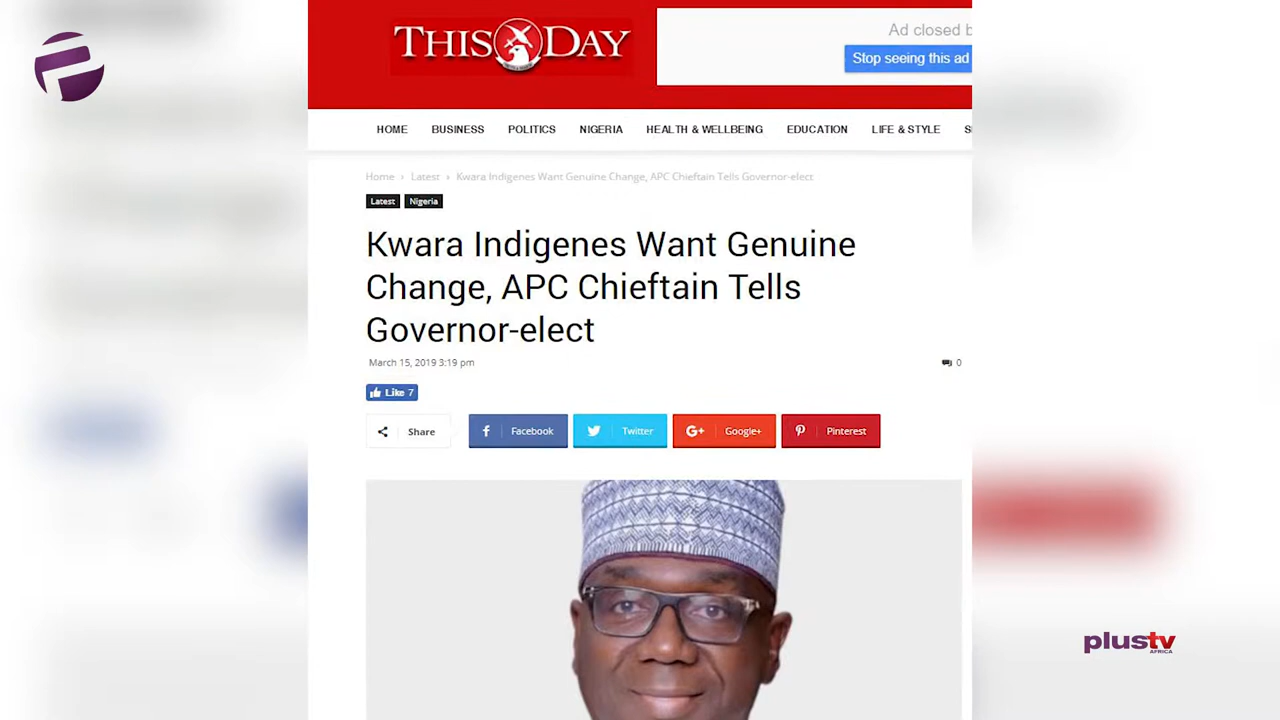 THISDAY
Ad closed b
Stop seeing this ad
HOME BUSINESS POLITICS NIGERIA HEALTH & WELLBEING EDUCATION LIFE & STYLE S
Home › Latest › Kwara Indigenes Want Genuine Change, APC Chieftain Tells Governor-elect
Latest Nigeria
Kwara Indigenes Want Genuine
Change, APC Chieftain Tells
Governor-elect
March 15, 2019 3:19 pm 0
Like 7
Share Facebook Twitter Google+ Pinterest
plustv
AFRICA